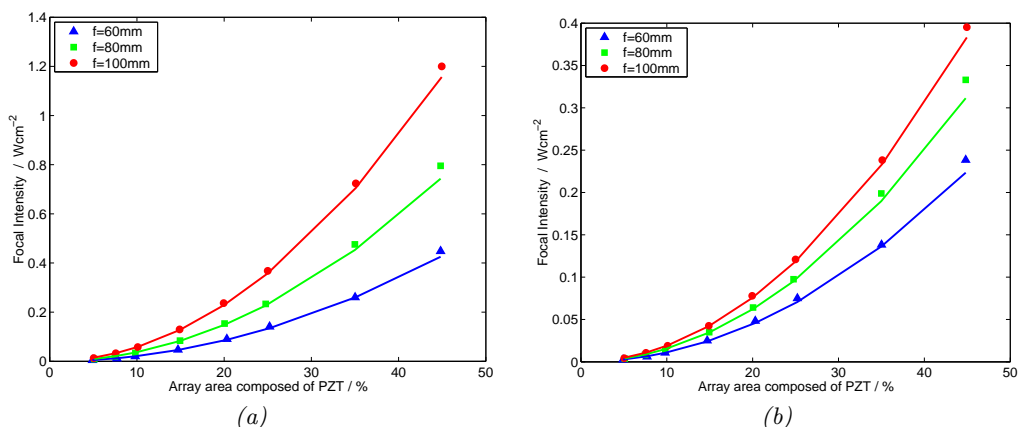 f=60mm
f=80mm
f=100mm
1.4
1.2
1
0.8
0.6
0.4
0.2
0
Focal Intensity / Wcm−2
0 10 20 30 40 50
Array area composed of PZT / %
(a)
f=60mm
f=80mm
f=100mm
0.4
0.35
0.3
0.25
0.2
0.15
0.1
0.05
0
Focal Intensity / Wcm−2
0 10 20 30 40 50
Array area composed of PZT / %
(b)